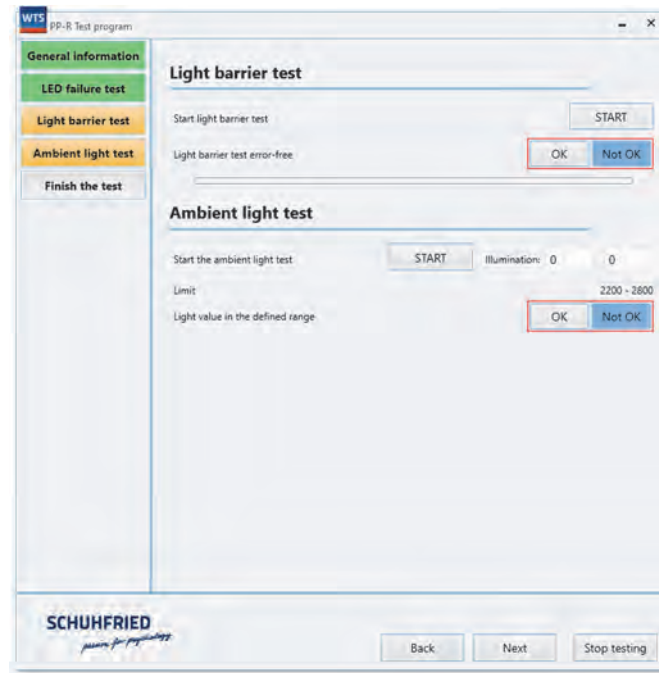 WTS PP-R Test program
General information
LED failure test
Light barrier test
Ambient light test
Finish the test
Light barrier test
Start light barrier test START
Light barrier test error-free OK Not OK
Ambient light test
Start the ambient light test START Illumination: 0 0
Limit 2200 - 2800
Light value in the defined range OK Not OK
SCHUHFRIED
passion for psychology
Back Next Stop testing